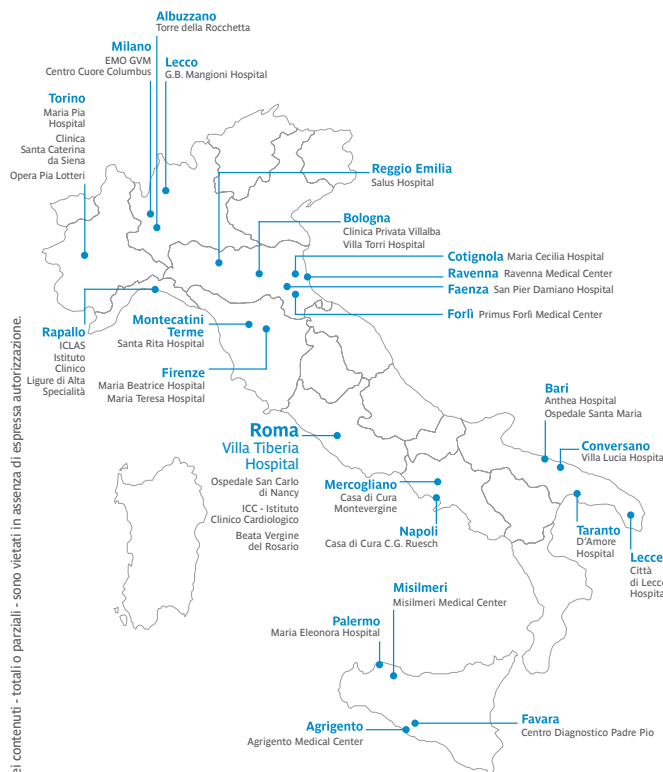 Albuzzano
Torre della Rocchetta
Milano
EMO GVM
Centro Cuore Columbus
Lecco
G.B. Mangioni Hospital
Torino
Maria Pia
Hospital
Clinica
Santa Caterina
da Siena
Opera Pia Lotteri
Reggio Emilia
Salus Hospital
Bologna
Clinica Privata Villalba
Villa Torri Hospital
Cotignola Maria Cecilia Hospital
Ravenna Ravenna Medical Center
Faenza San Pier Damiano Hospital
Forlì Primus Forlì Medical Center
Rapallo
ICLAS
Istituto
Clinico
Ligure di Alta
Specialità
Montecatini
Terme
Santa Rita Hospital
Firenze
Maria Beatrice Hospital
Maria Teresa Hospital
Roma
Villa Tiberia
Hospital
Ospedale San Carlo
di Nancy
ICC - Istituto
Clinico Cardiologico
Beata Vergine
del Rosario
Mercogliano
Casa di Cura
Montevergine
Napoli
Casa di Cura C.G. Ruesch
Bari
Anthea Hospital
Ospedale Santa Maria
Conversano
Villa Lucia Hospita
Taranto
D'Amore
Hospital
Lecce
Città
di Lecce
Hospita
Misilmeri
Misilmeri Medical Center
Palermo
Maria Eleonora Hospital
Agrigento
Agrigento Medical Center
Favara
Centro Diagnostico Padre Pio
ei contenuti - totali o parziali - sono vietati in assenza di espressa autorizzazione.